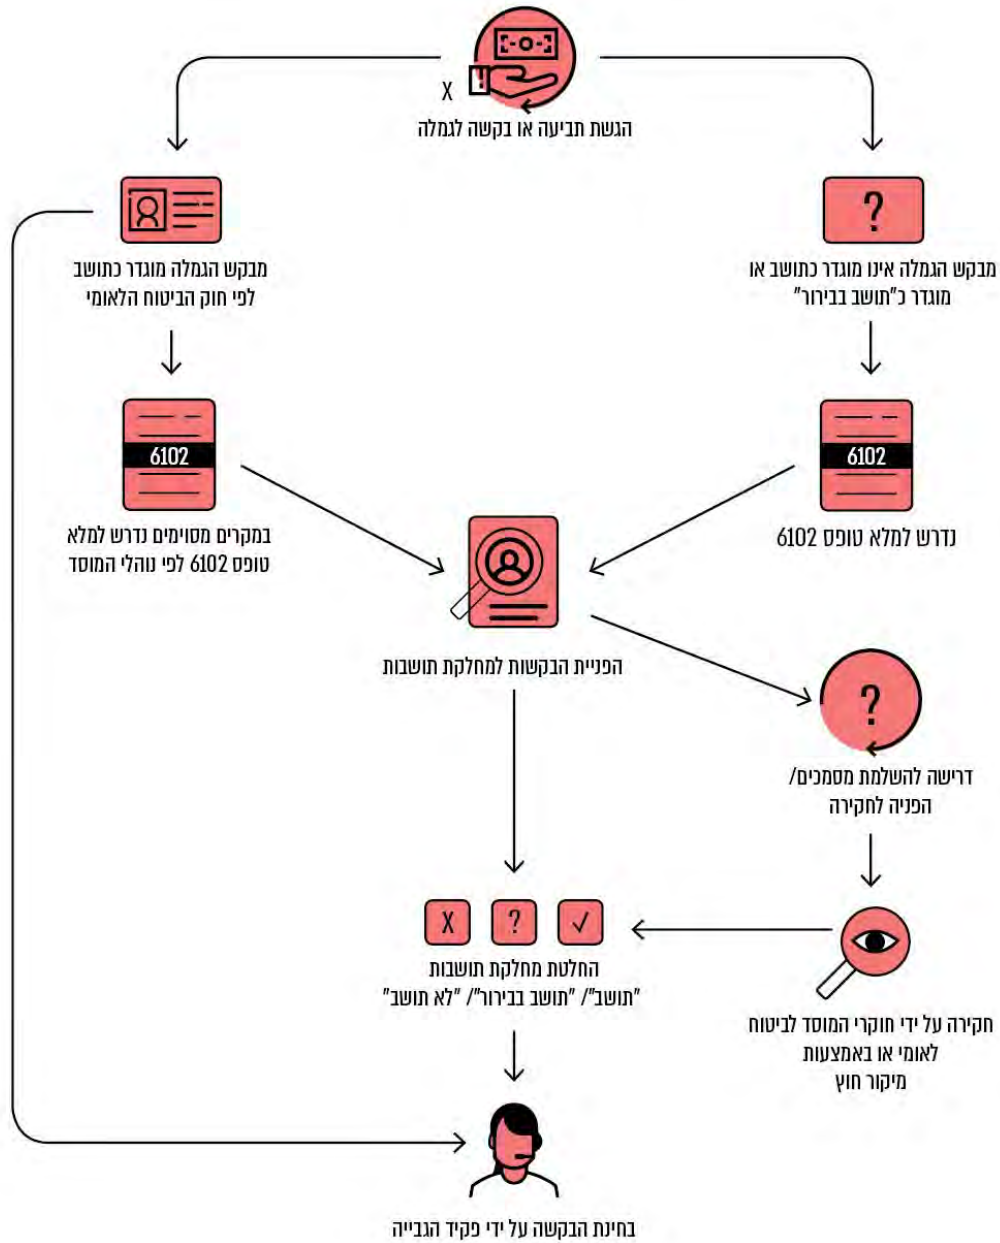 הגשת תביעה או בקשה לגמלה
X
!
?
מבקש הגמלה אינו מוגדר כתושב או
מוגדר כ"תושב בבירור"
מבקש הגמלה מוגדר כתושב
לפי חוק הביטוח הלאומי
6102
נדרש למלא טופס 6102
6102
במקרים מסוימים נדרש למלא
טופס 6102 לפי נוהלי המוסד
הפניית הבקשות למחלקת תושבות
?
דרישה להשלמת מסמכים/
הפניה לחקירה
חקירה על ידי חוקרי המוסד לביטוח
לאומי או באמצעות
מיקור חוץ
✓ ? X
החלטת מחלקת תושבות
"תושב"/ "תושב בבירור"/ "לא תושב"
בחינת הבקשה על ידי פקיד הגבייה